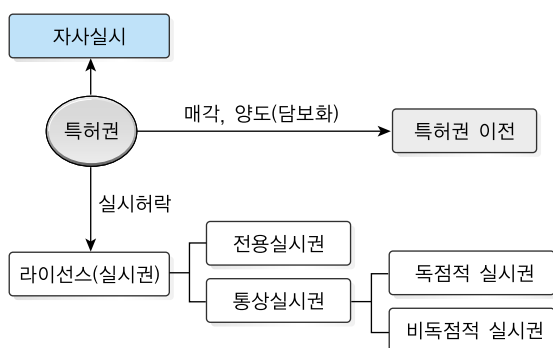 자사실시
특허권
매각, 양도(담보화)
특허권 이전
실시허락
라이선스(실시권)
전용실시권
통상실시권
독점적 실시권
비독점적 실시권